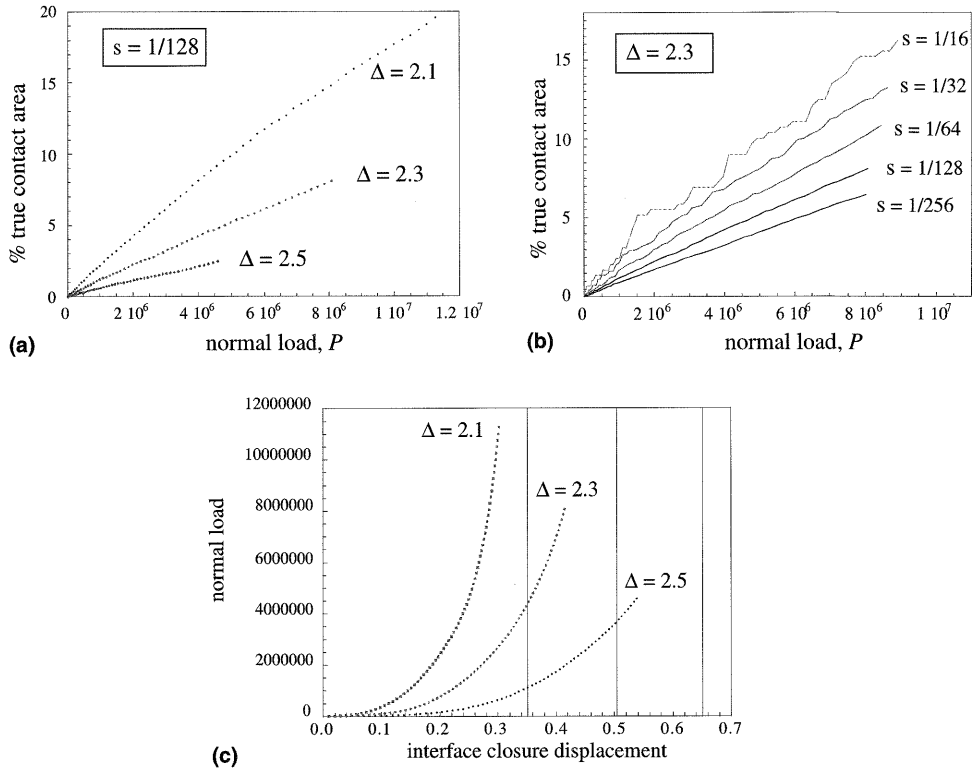 20
15
10
5
0
% true contact area
s = 1/128
Δ = 2.1
Δ = 2.3
Δ = 2.5
0
2 10⁶
4 10⁶
6 10⁶
8 10⁶
1 10⁷
1.2 10⁷
normal load, P
(a)
15
10
5
0
% true contact area
Δ = 2.3
s = 1/16
s = 1/32
s = 1/64
s = 1/128
s = 1/256
0
2 10⁶
4 10⁶
6 10⁶
8 10⁶
1 10⁷
normal load, P
(b)
12000000
10000000
8000000
6000000
4000000
2000000
0
normal load
Δ = 2.1
Δ = 2.3
Δ = 2.5
0.0
0.1
0.2
0.3
0.4
0.5
0.6
0.7
interface closure displacement
(c)